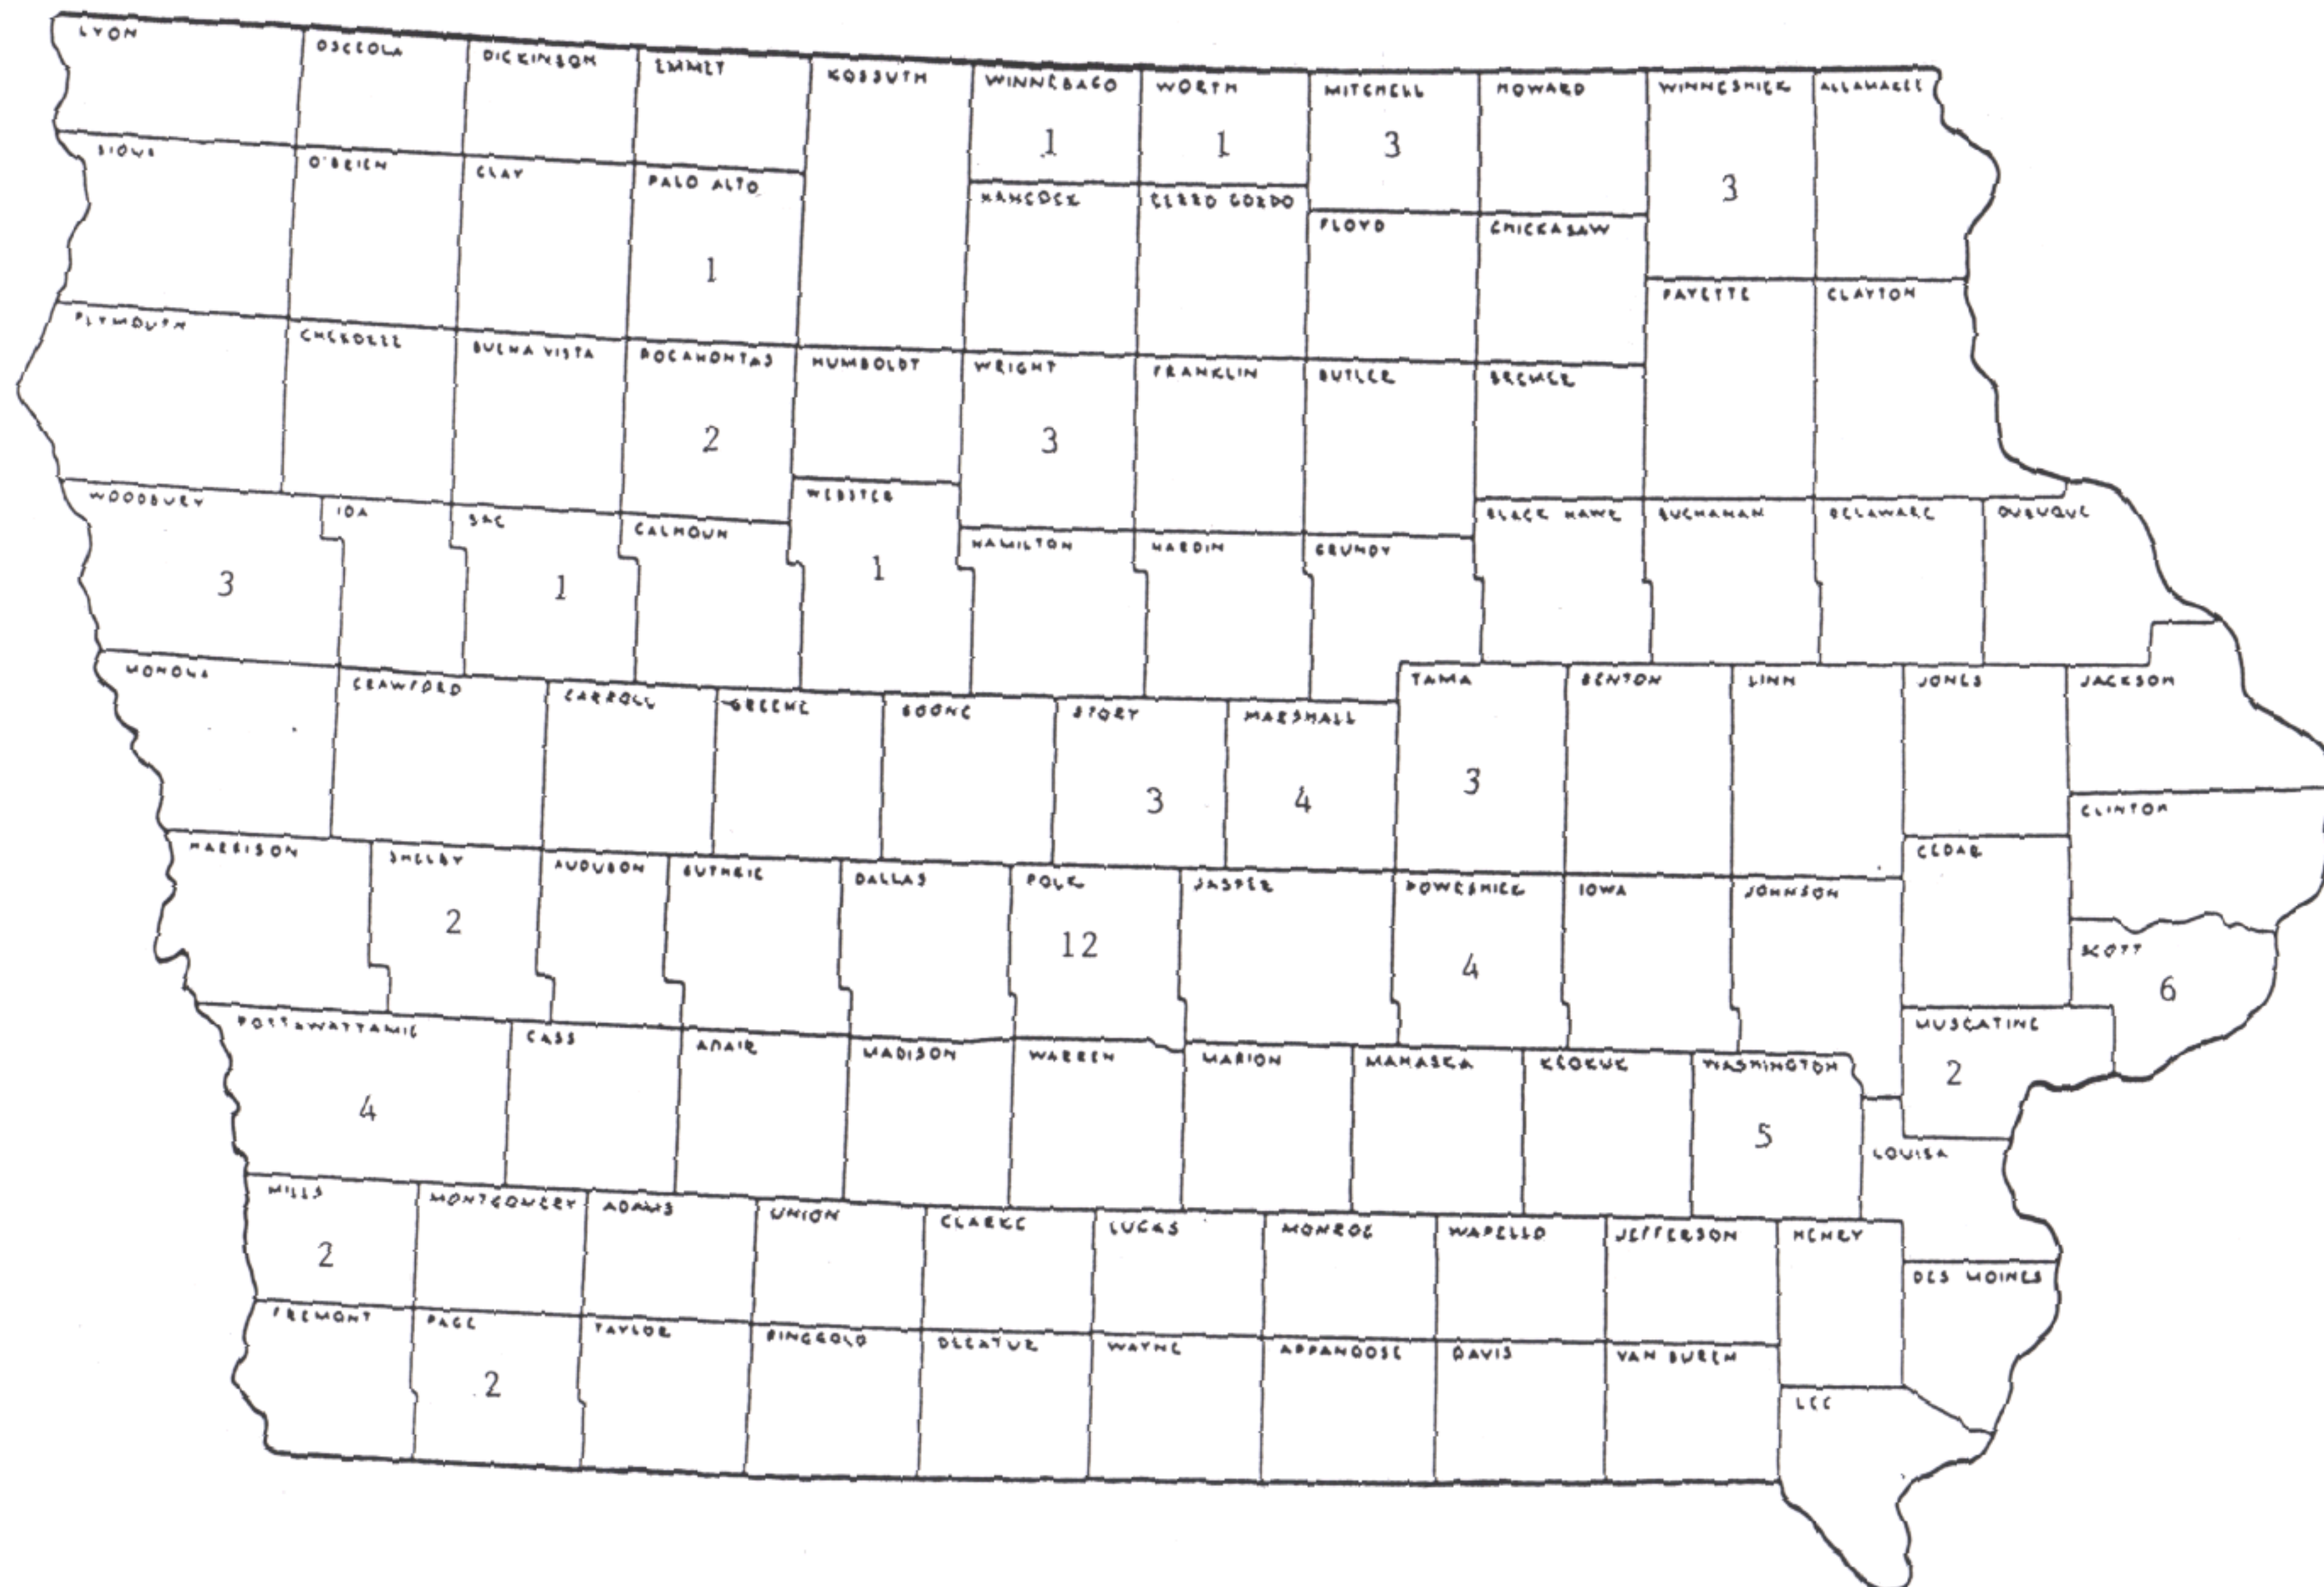 LYON
OSCEOLA
DICKINSON
EMMET
KOSSUTH
WINNEBAGO
WORTH
MITCHELL
HOWARD
WINNESHIEK
ALLAMAKEE
1
1
3
3
SIOUX
O'BRIEN
CLAY
PALO ALTO
HANCOCK
CERRO GORDO
FLOYD
CHICKASAW
1
FAYETTE
CLAYTON
PLYMOUTH
CHEROKEE
BUENA VISTA
POCAHONTAS
HUMBOLDT
WRIGHT
FRANKLIN
BUTLER
BREMER
2
3
WOODBURY
IDA
SAC
CALHOUN
WEBSTER
HAMILTON
HARDIN
GRUNDY
BLACK HAWK
BUCHANAN
DELAWARE
DUBUQUE
3
1
1
MONONA
CRAWFORD
CARROLL
GREENE
BOONE
STORY
MARSHALL
TAMA
BENTON
LINN
JONES
JACKSON
3
4
3
CLINTON
HARRISON
SHELBY
AUDUBON
GUTHRIE
DALLAS
POLK
JASPER
POWESHIEK
IOWA
JOHNSON
CEDAR
2
12
4
SCOTT
6
POTTAWATTAMIE
CASS
ADAIR
MADISON
WARREN
MARION
MAHASKA
KEOKUK
WASHINGTON
MUSCATINE
4
5
2
LOUISA
MILLS
MONTGOMERY
ADAMS
UNION
CLARKE
LUCAS
MONROE
WAPELLO
JEFFERSON
HENRY
DES MOINES
2
FREMONT
PAGE
TAYLOR
RINGGOLD
DECATUR
WAYNE
APPANOOSE
DAVIS
VAN BUREN
LEE
2